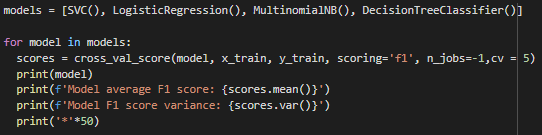 models = [SVC(), LogisticRegression(), MultinomialNB(), DecisionTreeClassifier()]
for model in models:
scores = cross_val_score(model, x_train, y_train, scoring='f1', n_jobs=-1,cv = 5)
print(model)
print(f'Model average F1 score: {scores.mean()}')
print(f'Model F1 score variance: {scores.var()}')
print('*'*50)